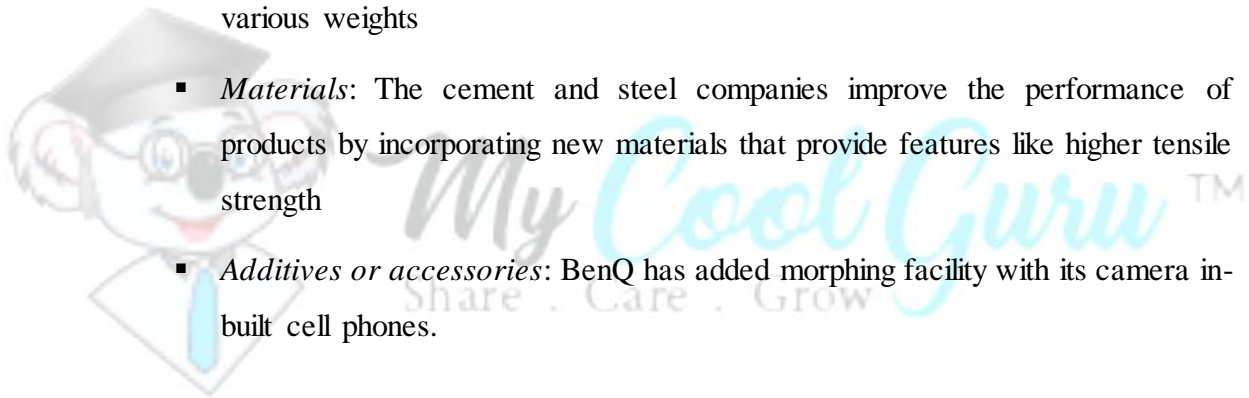 various weights
▪ Materials: The cement and steel companies improve the performance of
products by incorporating new materials that provide features like higher tensile
strength
▪ Additives or accessories: BenQ has added morphing facility with its camera in-
built cell phones.
My Cool Guru TM
Share . Care . Grow